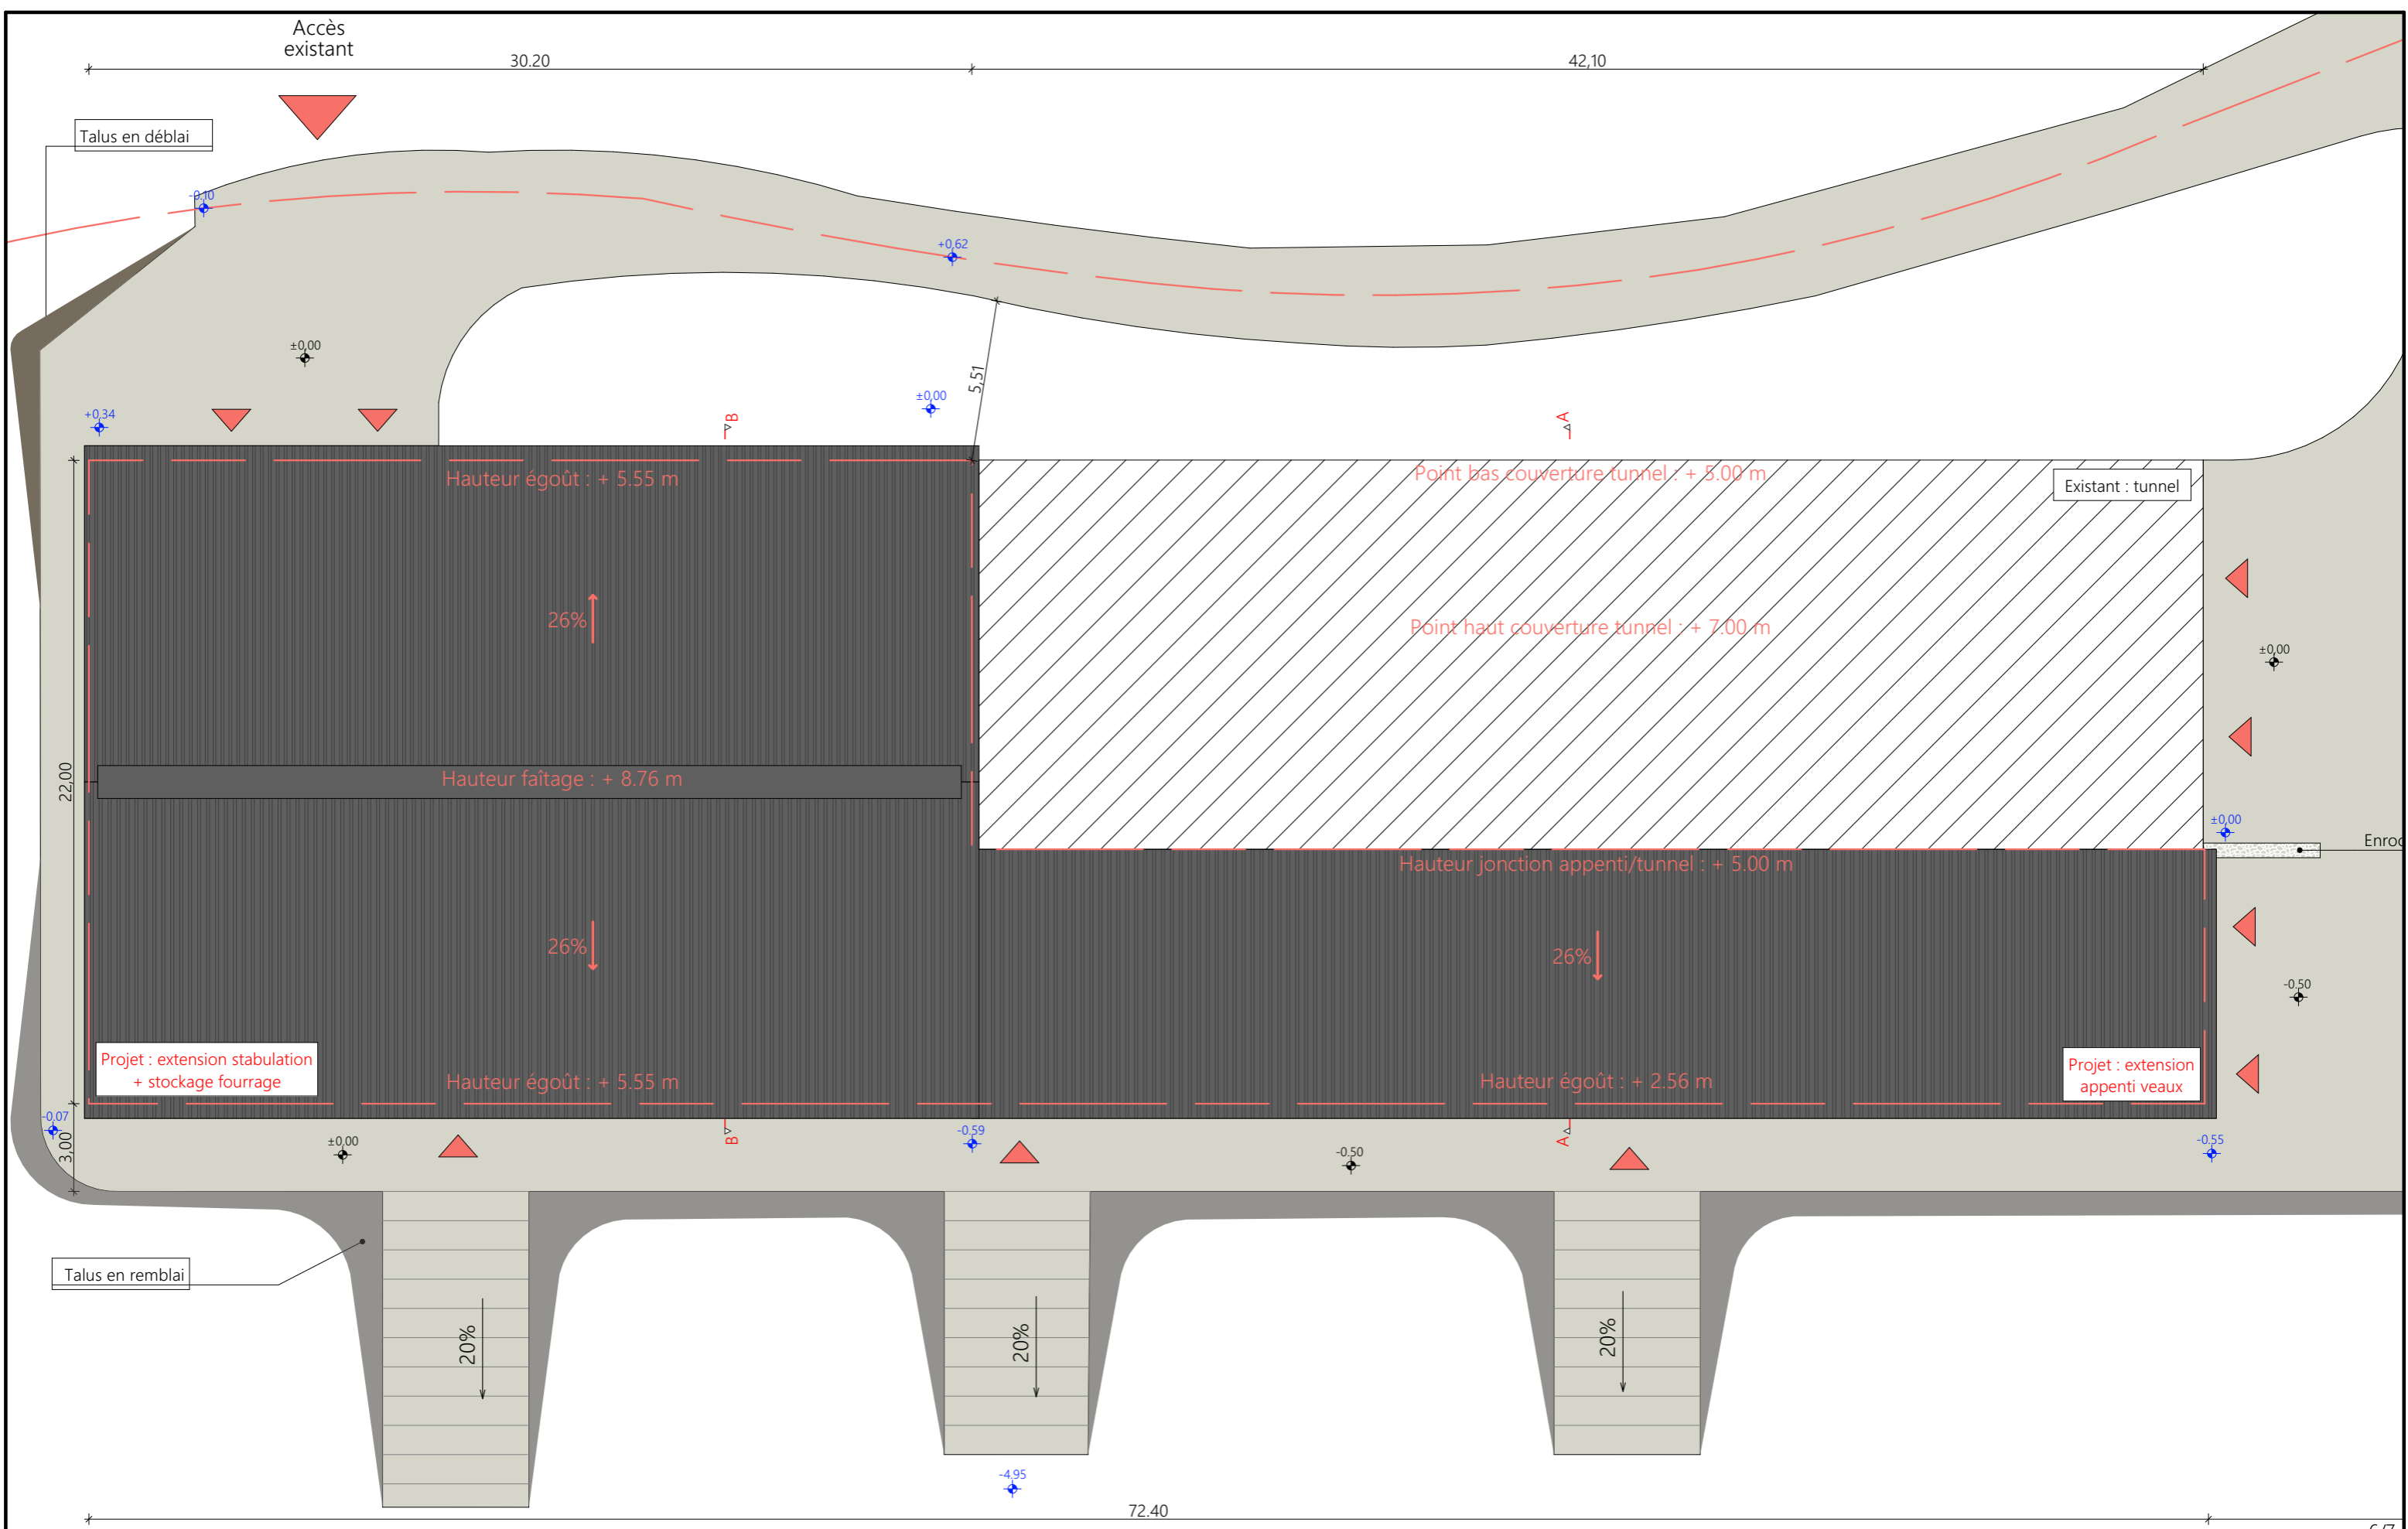 Accès
existant
30.20
42,10
Talus en déblai
-0.10
+0,62
±0,00
5,51
+0,34
±0,00
B
A
Hauteur égoût : + 5.55 m
Point bas couverture tunnel : + 5.00 m
Existant : tunnel
26%
Point haut couverture tunnel : + 7.00 m
±0,00
22,00
Hauteur faîtage : + 8.76 m
±0,00
Enroc
Hauteur jonction appenti/tunnel : + 5.00 m
26%
26%
-0.50
Projet : extension stabulation
+ stockage fourrage
Hauteur égoût : + 5.55 m
Hauteur égoût : + 2.56 m
Projet : extension
appenti veaux
-0.07
3,00
±0,00
B
-0.59
-0.50
A
-0.55
Talus en remblai
20%
20%
20%
-4.95
72.40